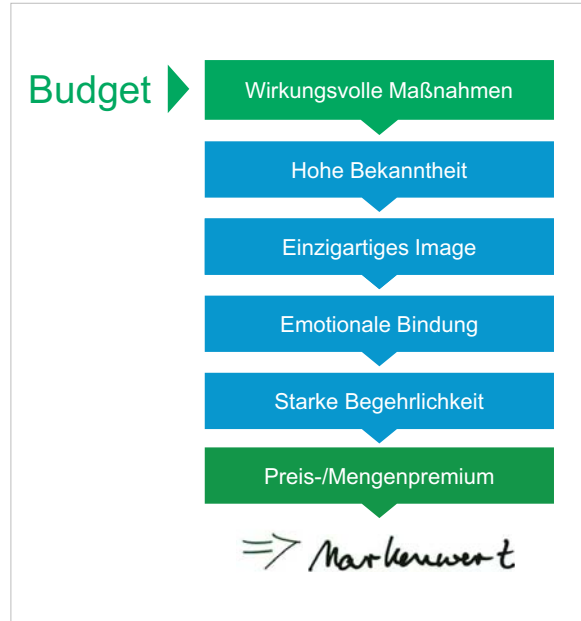 Budget
Wirkungsvolle Maßnahmen
Hohe Bekanntheit
Einzigartiges Image
Emotionale Bindung
Starke Begehrlichkeit
Preis-/Mengenpremium
=> Markenwert